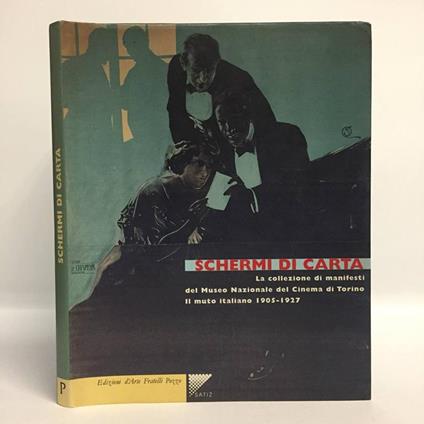 SCHERMI DI CARTA
P
SCHERMI DI CARTA
La collezione di manifesti
del Museo Nazionale del Cinema di Torino
Il muto italiano 1905-1927
Edizioni d'Arte Fratelli Pozzo
SATIZ